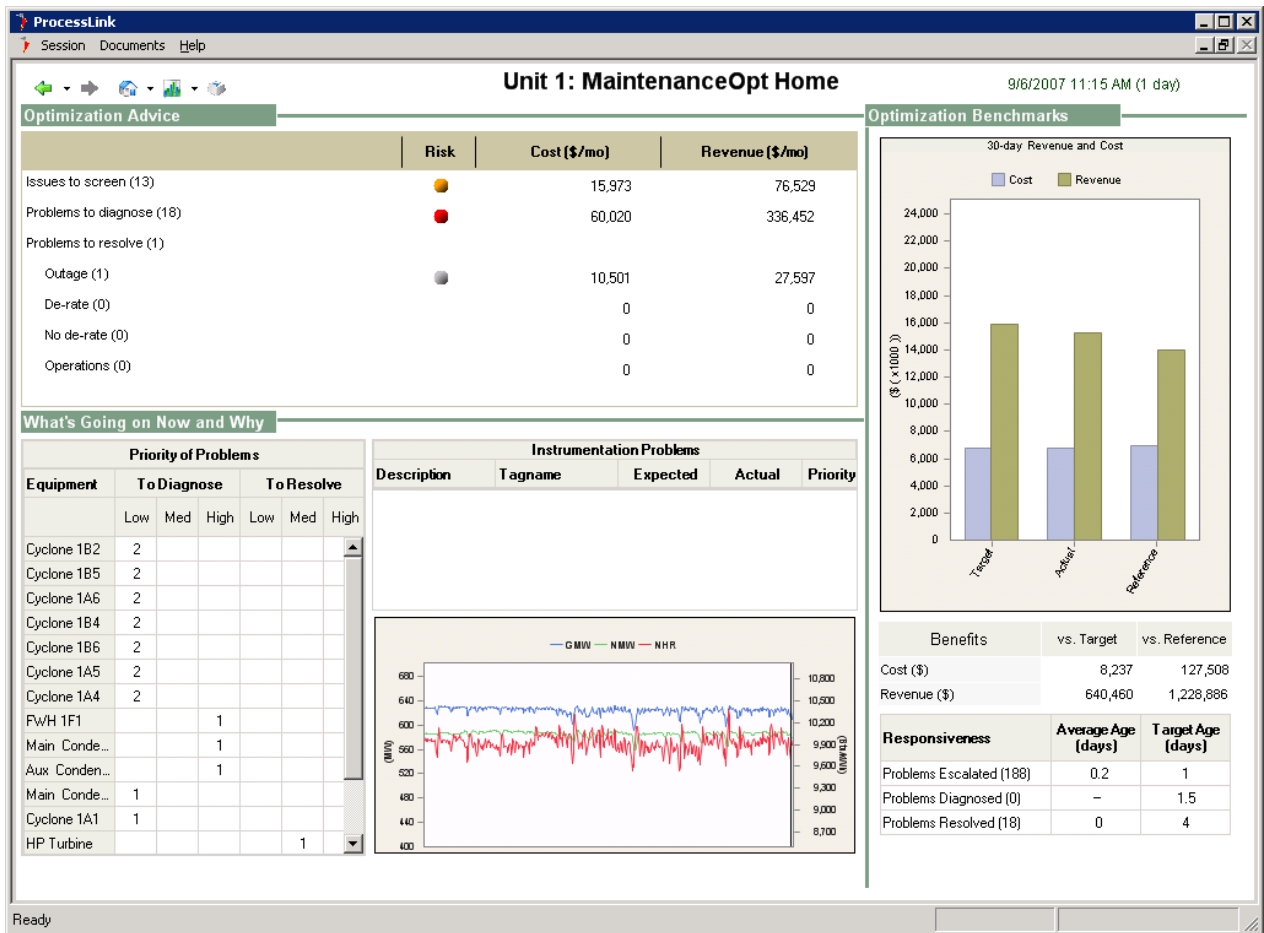 ProcessLink
Session Documents Help
Unit 1: MaintenanceOpt Home
9/6/2007 11:15 AM (1 day)
Optimization Advice
Risk Cost ($/mo) Revenue ($/mo)
Issues to screen (13) 15,973 76,529
Problems to diagnose (18) 60,020 336,452
Problems to resolve (1)
Outage (1) 10,501 27,597
De-rate (0) 0 0
No de-rate (0) 0 0
Operations (0) 0 0
What's Going on Now and Why
Priority of Problems
Equipment To Diagnose To Resolve
Low Med High Low Med High
Cyclone 1B2 2
Cyclone 1B5 2
Cyclone 1A6 2
Cyclone 1B4 2
Cyclone 1B6 2
Cyclone 1A5 2
Cyclone 1A4 2
FWH 1F1 1
Main Conde... 1
Aux Conden... 1
Main Conde... 1
Cyclone 1A1 1
HP Turbine 1
Instrumentation Problems
Description Tagname Expected Actual Priority
GMW NMW NHR
680
640
600
560
520
480
440
400
(MW)
10,800
10,500
10,200
9,900
9,600
9,300
9,000
8,700
(Btu/MW)
Optimization Benchmarks
30-day Revenue and Cost
Cost Revenue
24,000
22,000
20,000
18,000
16,000
14,000
12,000
10,000
8,000
6,000
4,000
2,000
0
($ ( x1000 ))
Target Actual Reference
Benefits vs. Target vs. Reference
Cost ($) 8,237 127,508
Revenue ($) 640,460 1,228,886
Responsiveness Average Age (days) Target Age (days)
Problems Escalated (188) 0.2 1
Problems Diagnosed (0) – 1.5
Problems Resolved (18) 0 4
Ready